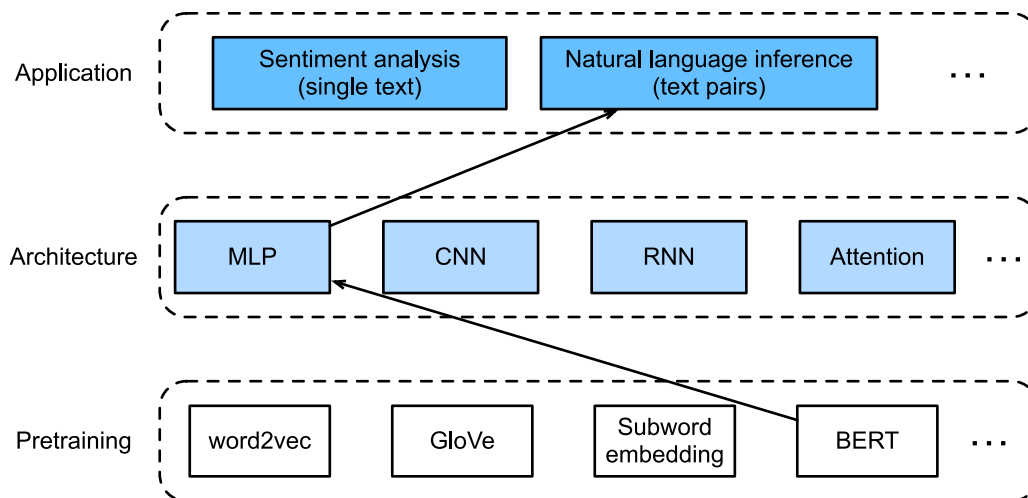 Application
Sentiment analysis
(single text)
Natural language inference
(text pairs)
...
Architecture
MLP
CNN
RNN
Attention
...
Pretraining
word2vec
GloVe
Subword
embedding
BERT
...